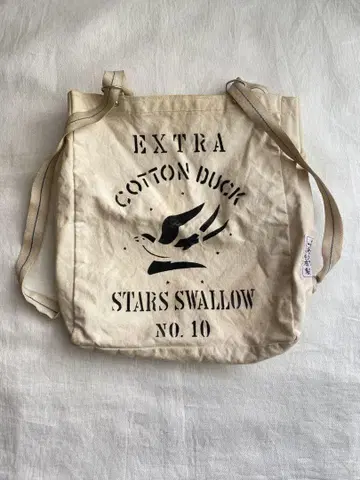 EXTRA
COTTON DUCK
STARS SWALLOW
NO. 10